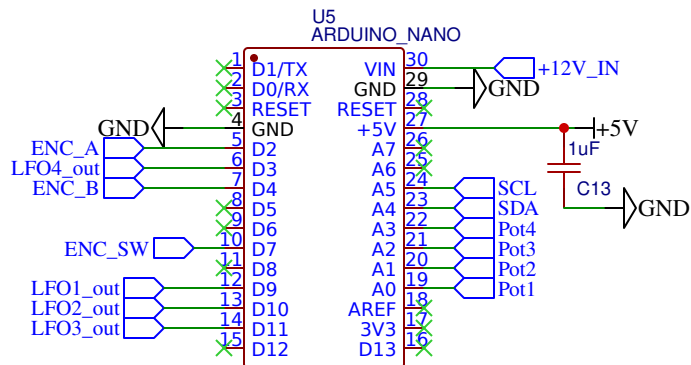 U5
ARDUINO_NANO
1 D1/TX VIN 30 +12V_IN
2 D0/RX GND 29 GND
3 RESET RESET 28
GND 4 GND +5V 27 +5V
ENC_A 5 D2 A7 26 1uF
LFO4_out 6 D3 A6 25
ENC_B 7 D4 A5 24 SCL C13
8 D5 A4 23 SDA GND
9 D6 A3 22 Pot4
ENC_SW 10 D7 A2 21 Pot3
11 D8 A1 20 Pot2
LFO1_out 12 D9 A0 19 Pot1
LFO2_out 13 D10 AREF 18
LFO3_out 14 D11 3V3 17
15 D12 D13 16